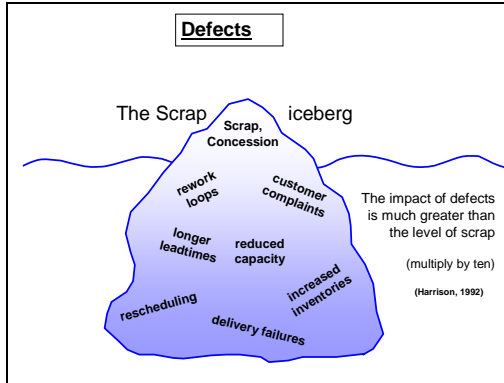 Defects
The Scrap iceberg
Scrap,
Concession
rework
loops
customer
complaints
The impact of defects
is much greater than
the level of scrap
longer
leadtimes
reduced
capacity
(multiply by ten)
increased
inventories
(Harrison, 1992)
rescheduling
delivery failures